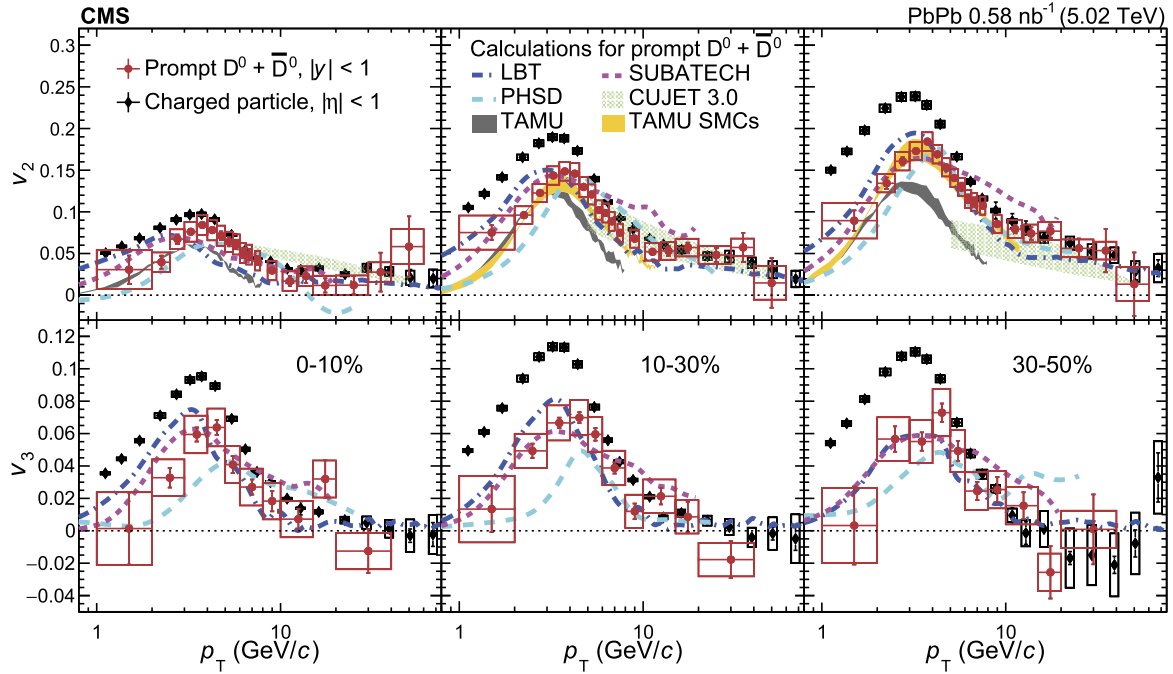 CMS PbPb 0.58 nb⁻¹ (5.02 TeV)
Prompt D⁰ + D̅⁰, |y| < 1
Charged particle, |η| < 1
Calculations for prompt D⁰ + D̅⁰
LBT SUBATECH
PHSD CUJET 3.0
TAMU TAMU SMCs
v₂
0.3
0.25
0.20
0.15
0.1
0.05
0
0-10% 10-30% 30-50%
v₃
0.12
0.1
0.08
0.06
0.04
0.02
0
−0.02
−0.04
1 10 1 10 1 10
p_T (GeV/c) p_T (GeV/c) p_T (GeV/c)